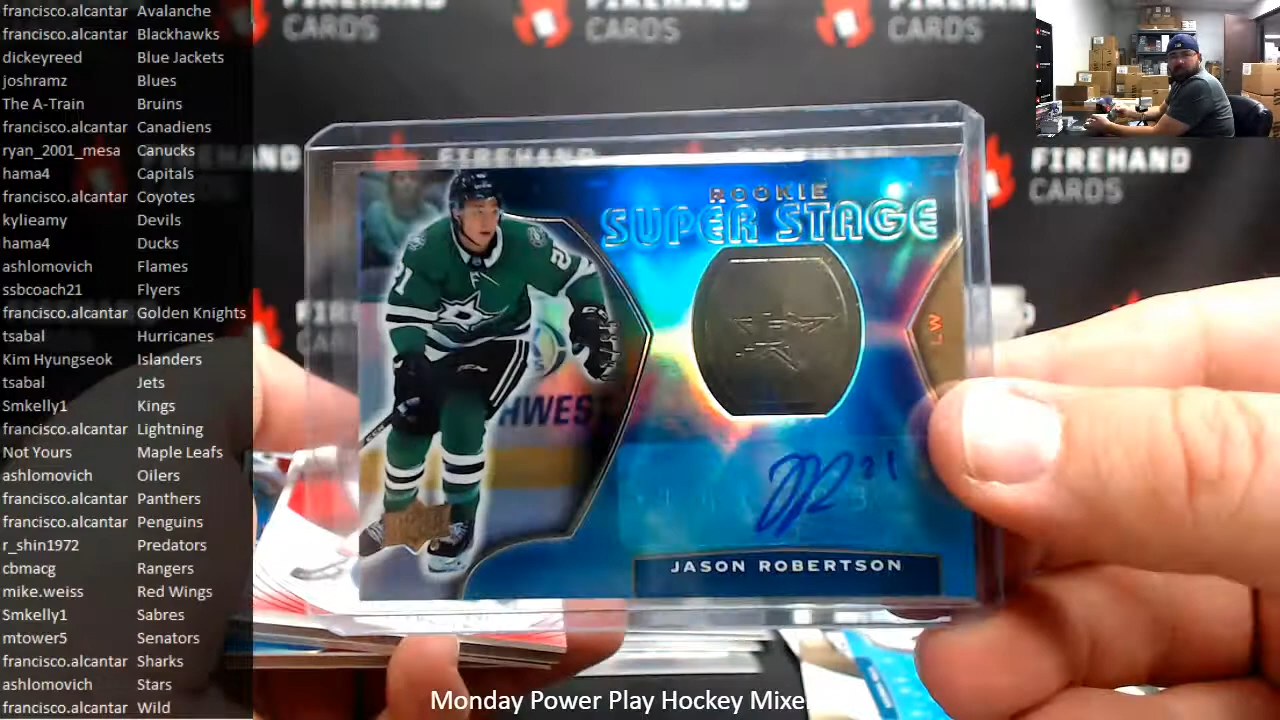 francisco.alcantar Avalanche
francisco.alcantar Blackhawks
dickeyreed Blue Jackets
joshramz Blues
The A-Train Bruins
francisco.alcantar Canadiens
ryan_2001_mesa Canucks
hama4 Capitals
francisco.alcantar Coyotes
kylieamy Devils
hama4 Ducks
ashlomovich Flames
ssbcoach21 Flyers
francisco.alcantar Golden Knights
tsabal Hurricanes
Kim Hyungseok Islanders
tsabal Jets
Smkelly1 Kings
francisco.alcantar Lightning
Not Yours Maple Leafs
ashlomovich Oilers
francisco.alcantar Panthers
francisco.alcantar Penguins
r_shin1972 Predators
cbmacg Rangers
mike.weiss Red Wings
Smkelly1 Sabres
mtower5 Senators
francisco.alcantar Sharks
ashlomovich Stars
francisco.alcantar Wild
CARDS
CARDS
CARDS
FIREHAND
CARDS
ROOKIE
SUPER STAGE
21
LW
HWES
21
JASON ROBERTSON
Monday Power Play Hockey Mixe